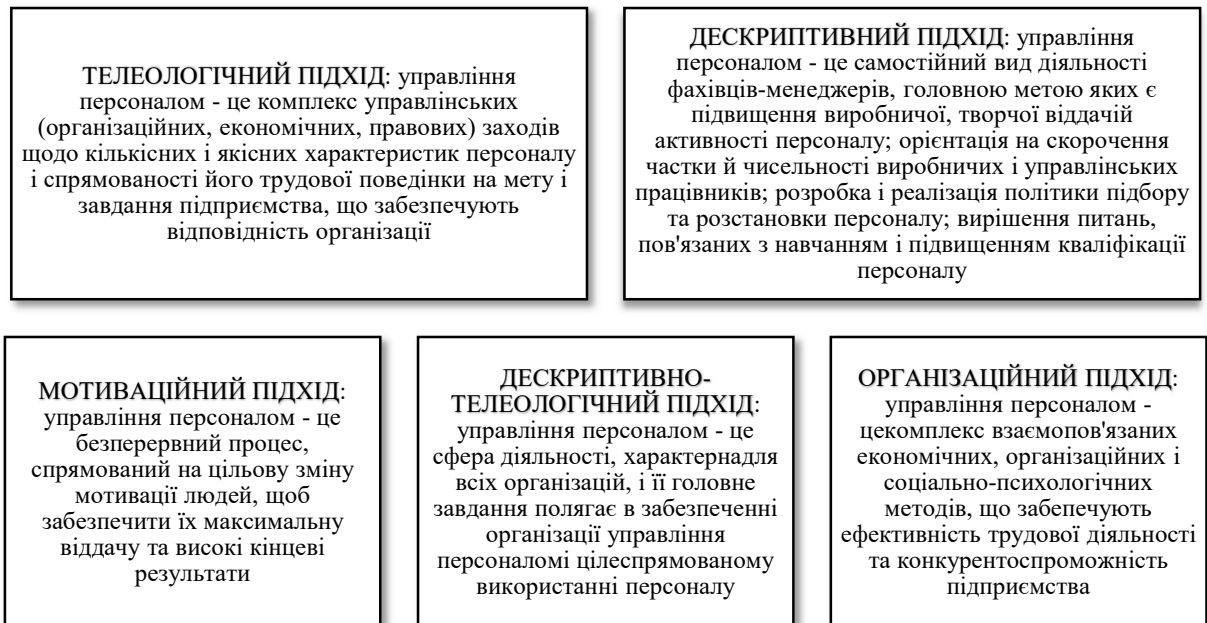 ТЕЛЕОЛОГІЧНИЙ ПІДХІД: управління
персоналом - це комплекс управлінських
(організаційних, економічних, правових) заходів
щодо кількісних і якісних характеристик персоналу
і спрямованості його трудової поведінки на мету і
завдання підприємства, що забезпечують
відповідність організації
ДЕСКРИПТИВНИЙ ПІДХІД: управління
персоналом - це самостійний вид діяльності
фахівців-менеджерів, головною метою яких є
підвищення виробничої, творчої віддачій
активності персоналу; орієнтація на скорочення
частки й чисельності виробничих і управлінських
працівників; розробка і реалізація політики підбору
та розстановки персоналу; вирішення питань,
пов'язаних з навчанням і підвищенням кваліфікації
персоналу
МОТИВАЦІЙНИЙ ПІДХІД:
управління персоналом - це
безперервний процес,
спрямований на цільову зміну
мотивації людей, щоб
забезпечити їх максимальну
віддачу та високі кінцеві
результати
ДЕСКРИПТИВНО-
ТЕЛЕОЛОГІЧНИЙ ПІДХІД:
управління персоналом - це
сфера діяльності, характернадля
всіх організацій, і її головне
завдання полягає в забезпеченні
організації управління
персоналомі цілеспрямованому
використанні персоналу
ОРГАНІЗАЦІЙНИЙ ПІДХІД:
управління персоналом -
цекомплекс взаємопов'язаних
економічних, організаційних і
соціально-психологічних
методів, що забепечують
ефективність трудової діяльності
та конкурентоспроможність
підприємства